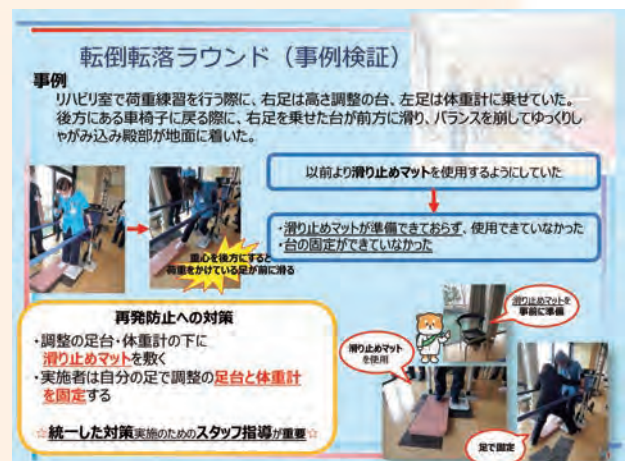 転倒転落ラウンド（事例検証）
事例
リハビリ室で荷重練習を行う際に、右足は高さ調整の台、左足は体重計に乗せていた。
後方にある車椅子に戻る際に、右足を乗せた台が前方に滑り、バランスを崩してゆっくりし
ゃがみ込み殿部が地面に着いた。
重心を後方にすると
荷重をかけている足が前に滑る
以前より滑り止めマットを使用するようにしていた
・滑り止めマットが準備できておらず、使用できていなかった
・台の固定ができていなかった
再発防止への対策
・調整の足台・体重計の下に
滑り止めマットを敷く
・実施者は自分の足で調整の足台と体重計
を固定する
☆統一した対策実施のためのスタッフ指導が重要☆
滑り止めマットを
事前に準備
滑り止めマット
を使用
足で固定